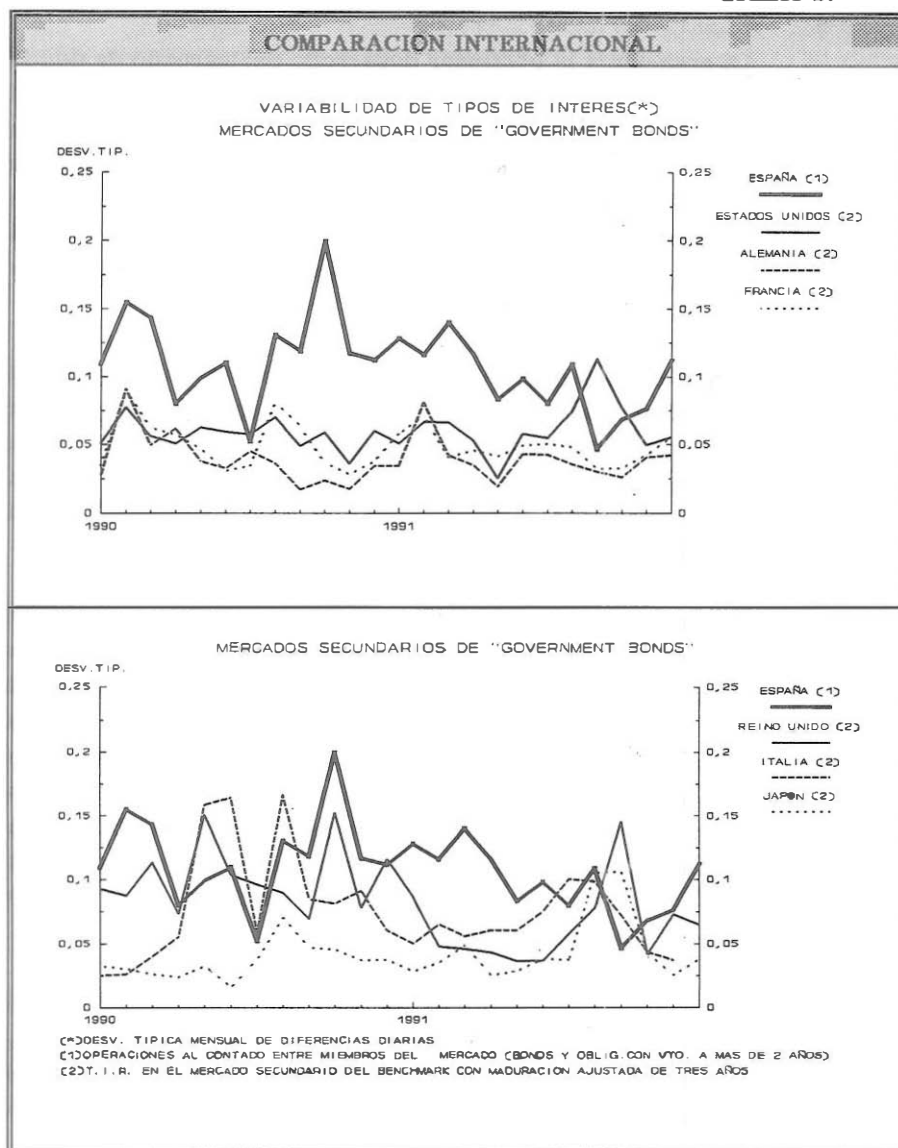 COMPARACION INTERNACIONAL
VARIABILIDAD DE TIPOS DE INTERES(*)
MERCADOS SECUNDARIOS DE "GOVERNMENT BONDS"
DESV.TIP.
0,25
0,2
0,15
0,1
0,05
0
0,25
0,2
0,15
0,1
0,05
0
1990
1991
ESPAÑA (1)
ESTADOS UNIDOS (2)
ALEMANIA (2)
FRANCIA (2)
MERCADOS SECUNDARIOS DE "GOVERNMENT BONDS"
DESV.TIP.
0,25
0,2
0,15
0,1
0,05
0
0,25
0,2
0,15
0,1
0,05
0
1990
1991
ESPAÑA (1)
REINO UNIDO (2)
ITALIA (2)
JAPON (2)
(*)DESV. TIPICA MENSUAL DE DIFERENCIAS DIARIAS
(1)OPERACIONES AL CONTADO ENTRE MIEMBROS DEL MERCADO (BONOS Y OBLIG.CON VTO. A MAS DE 2 AÑOS)
(2)T.I.R. EN EL MERCADO SECUNDARIO DEL BENCHMARK CON MADURACION AJUSTADA DE TRES AÑOS